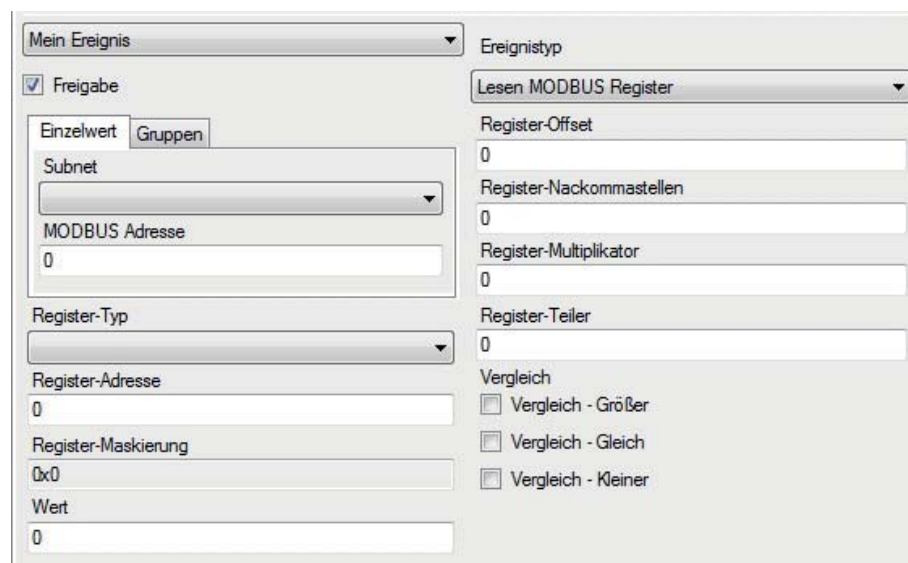 Mein Ereignis
Freigabe
Einzelwert Gruppen
Subnet
MODBUS Adresse
0
Register-Typ
Register-Adresse
0
Register-Maskierung
0x0
Wert
0
Ereignistyp
Lesen MODBUS Register
Register-Offset
0
Register-Nackommastellen
0
Register-Multiplikator
0
Register-Teiler
0
Vergleich
Vergleich - Größer
Vergleich - Gleich
Vergleich - Kleiner